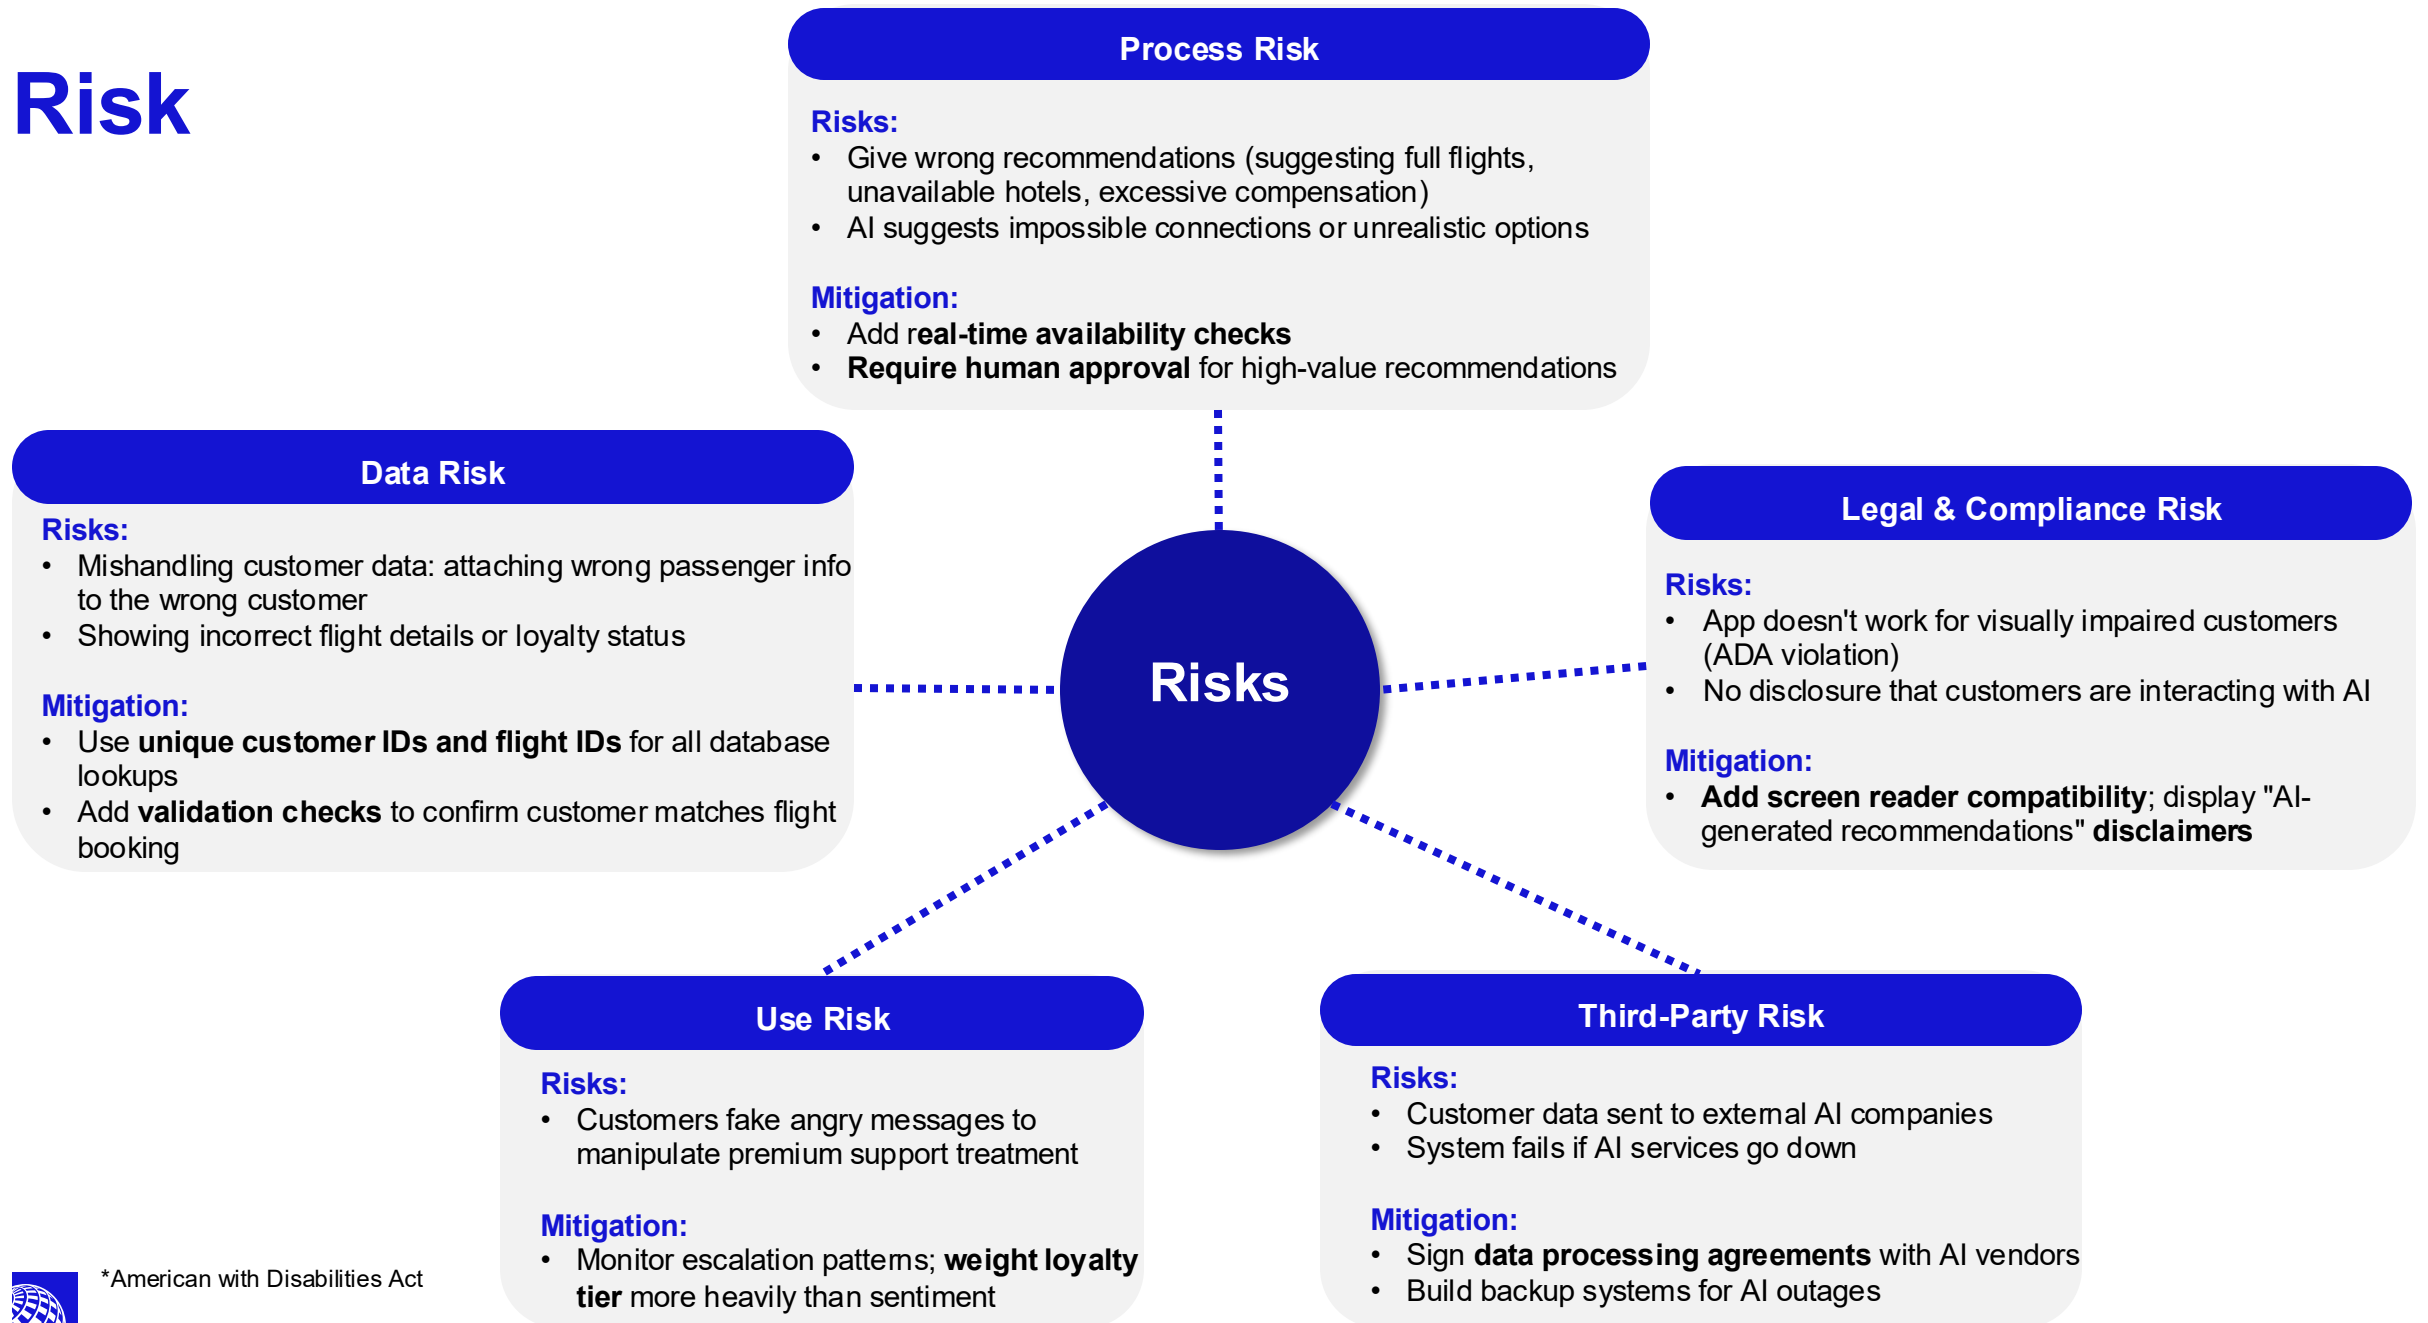 Risk
Process Risk
Risks:
• Give wrong recommendations (suggesting full flights,
unavailable hotels, excessive compensation)
• AI suggests impossible connections or unrealistic options
Mitigation:
• Add real-time availability checks
• Require human approval for high-value recommendations
Data Risk
Risks:
• Mishandling customer data: attaching wrong passenger info
to the wrong customer
• Showing incorrect flight details or loyalty status
Mitigation:
• Use unique customer IDs and flight IDs for all database
lookups
• Add validation checks to confirm customer matches flight
booking
Risks
Legal & Compliance Risk
Risks:
• App doesn't work for visually impaired customers
(ADA violation)
• No disclosure that customers are interacting with AI
Mitigation:
• Add screen reader compatibility; display "AI-
generated recommendations" disclaimers
Use Risk
Risks:
• Customers fake angry messages to
manipulate premium support treatment
Mitigation:
• Monitor escalation patterns; weight loyalty
tier more heavily than sentiment
Third-Party Risk
Risks:
• Customer data sent to external AI companies
• System fails if AI services go down
Mitigation:
• Sign data processing agreements with AI vendors
• Build backup systems for AI outages
*American with Disabilities Act